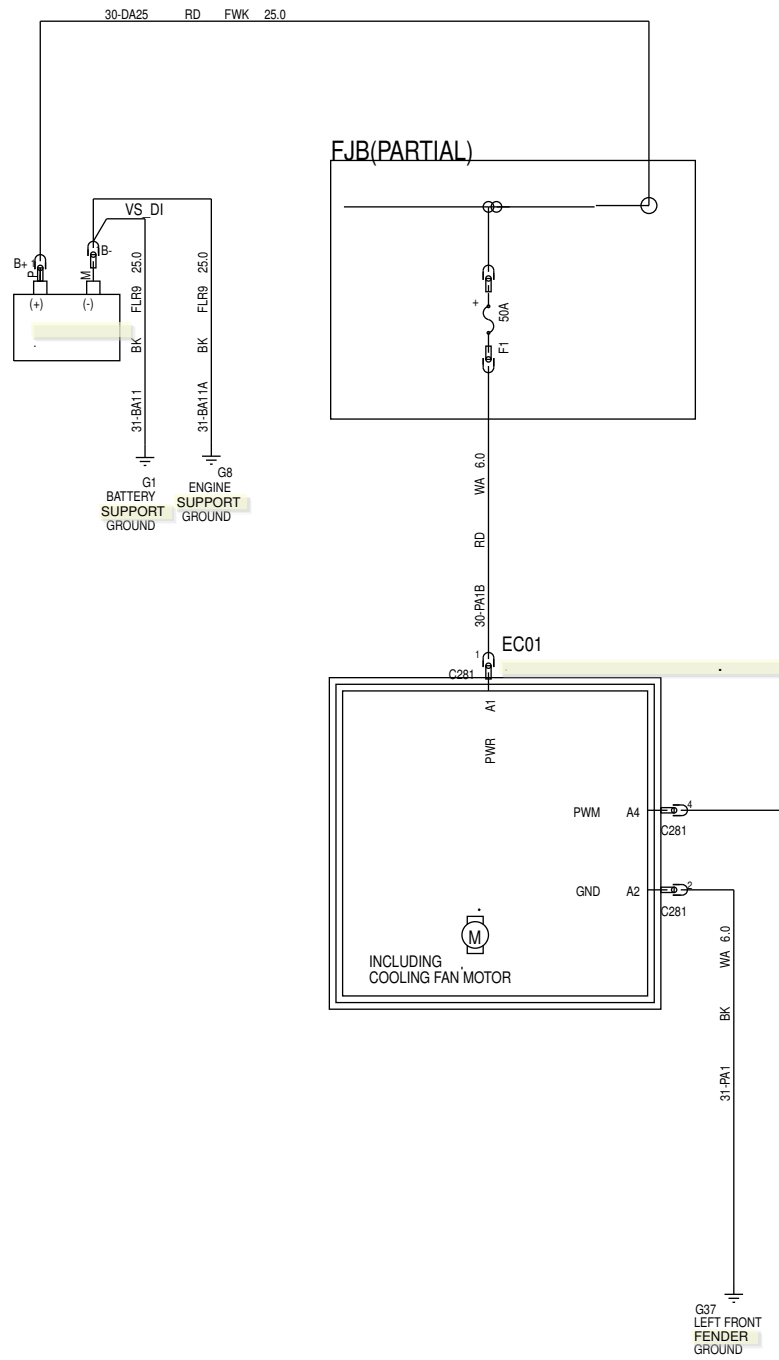 30-DA25 RD FWK 25.0
FJB(PARTIAL)
VS_DI
B+ 1
P
B-
M
(+)
(-)
31-BA11 BK FLR9 25.0
31-BA11A BK FLR9 25.0
G1
BATTERY
SUPPORT
GROUND
G8
ENGINE
SUPPORT
GROUND
+
50A
F1
30-PA1B RD WA 6.0
1
EC01
C281
A1
PWR
PWM A4
4
C281
GND A2
2
C281
M
INCLUDING
COOLING FAN MOTOR
31-PA1 BK WA 6.0
G37
LEFT FRONT
FENDER
GROUND